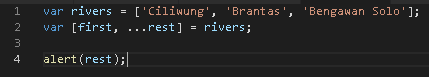 1 var rivers = ['Ciliwung', 'Brantas', 'Bengawan Solo'];
2 var [first, ...rest] = rivers;
3
4 alert(rest);